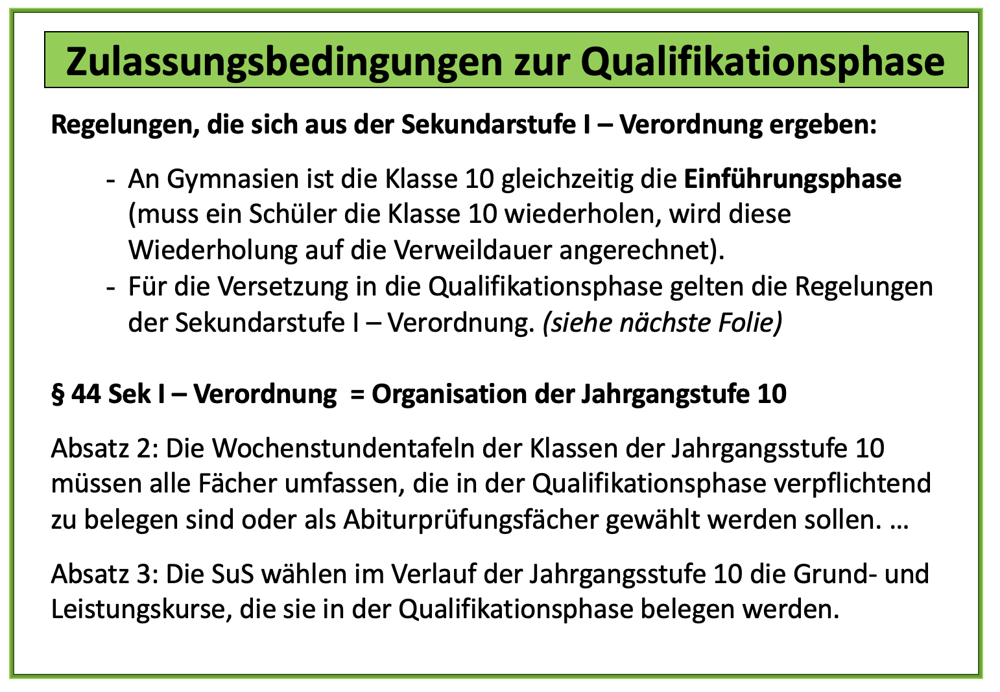 Zulassungsbedingungen zur Qualifikationsphase
Regelungen, die sich aus der Sekundarstufe I – Verordnung ergeben:
- An Gymnasien ist die Klasse 10 gleichzeitig die Einführungsphase
(muss ein Schüler die Klasse 10 wiederholen, wird diese
Wiederholung auf die Verweildauer angerechnet).
- Für die Versetzung in die Qualifikationsphase gelten die Regelungen
der Sekundarstufe I – Verordnung. (siehe nächste Folie)
§ 44 Sek I – Verordnung = Organisation der Jahrgangstufe 10
Absatz 2: Die Wochenstundentafeln der Klassen der Jahrgangsstufe 10
müssen alle Fächer umfassen, die in der Qualifikationsphase verpflichtend
zu belegen sind oder als Abiturprüfungsfächer gewählt werden sollen. …
Absatz 3: Die SuS wählen im Verlauf der Jahrgangsstufe 10 die Grund- und
Leistungskurse, die sie in der Qualifikationsphase belegen werden.